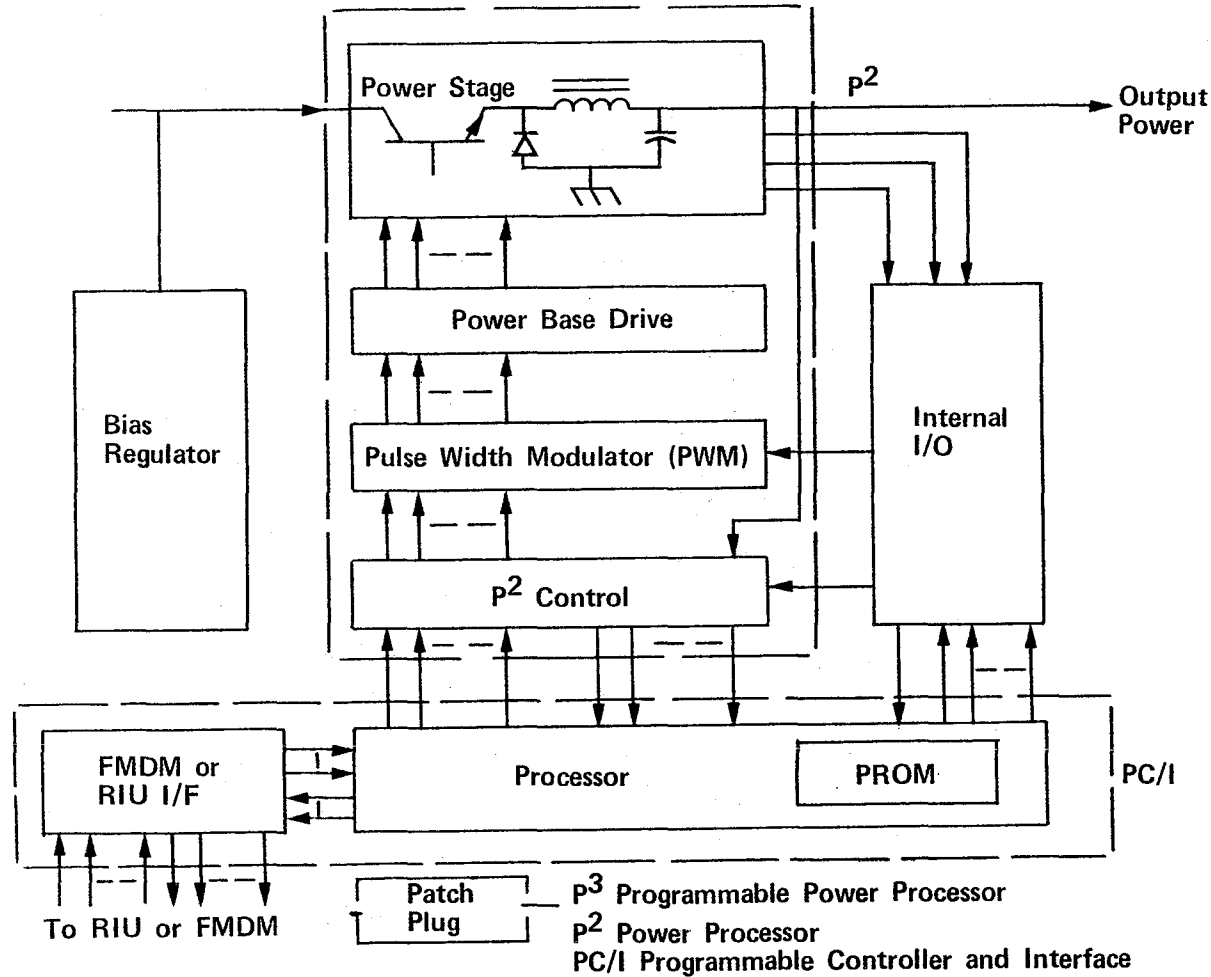 Power Stage
P²
Output
Power
Power Base Drive
Bias
Regulator
Pulse Width Modulator (PWM)
Internal
I/O
P² Control
FMDM or
RIU I/F
Processor
PROM
PC/I
To RIU or FMDM
Patch
Plug
P³ Programmable Power Processor
P² Power Processor
PC/I Programmable Controller and Interface